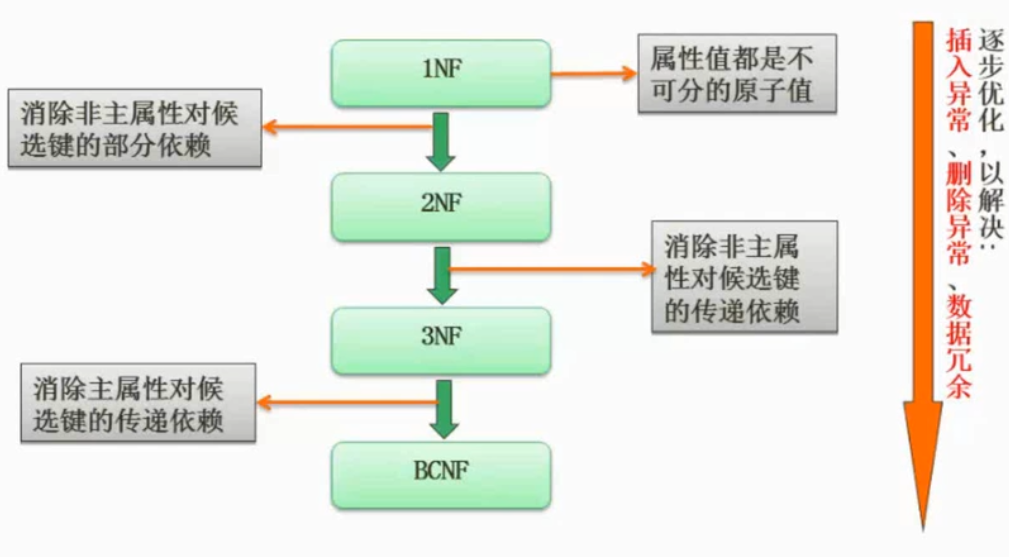 1NF
属性值都是不
可分的原子值
消除非主属性对候
选键的部分依赖
2NF
消除非主属
性对候选键
的传递依赖
3NF
消除主属性对候
选键的传递依赖
BCNF
逐步优化，以解决：
插入异常、删除异常、数据冗余